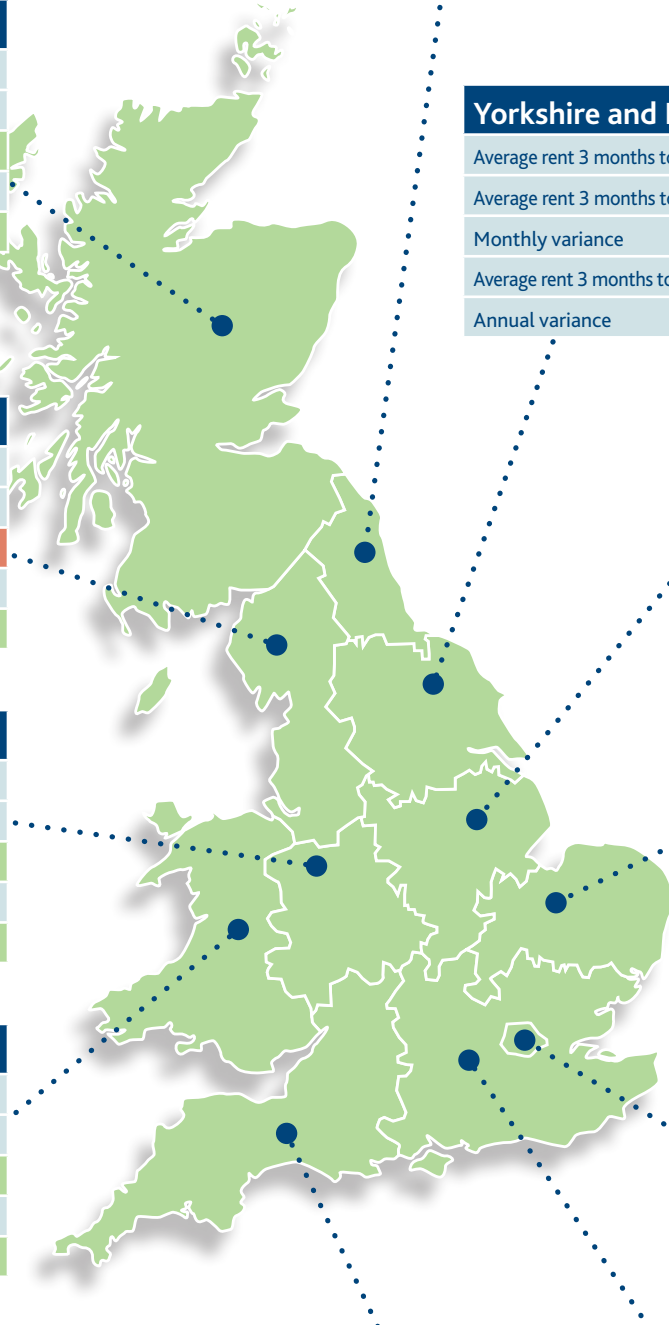 Yorkshire and
Average rent 3 months
Average rent 3 months
Monthly variance
Average rent 3 months
Annual variance